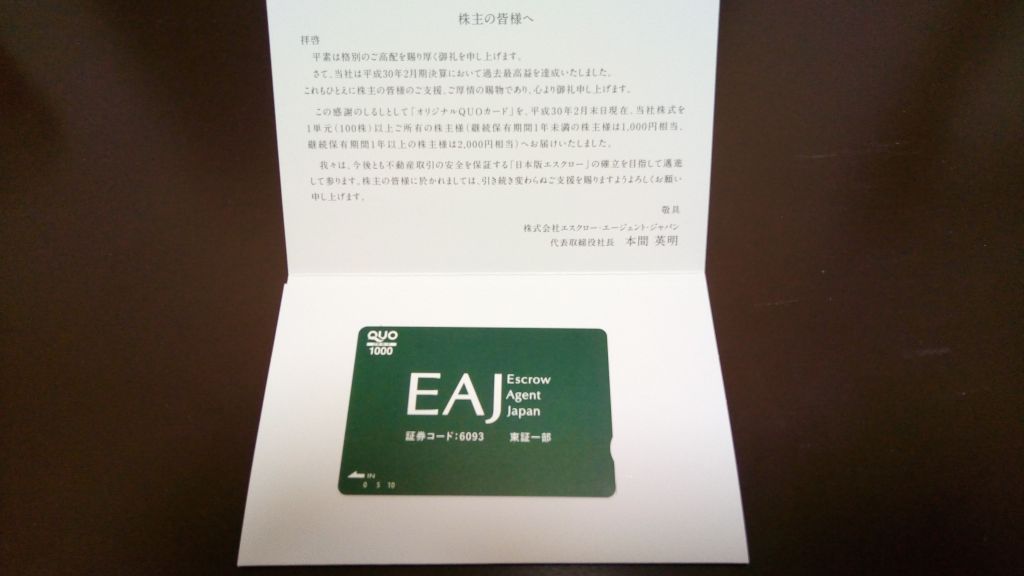 株主の皆様へ
拝啓
平素は格別のご高配を賜り厚く御礼を申し上げます。
さて、当社は平成30年2月期決算において過去最高益を達成いたしました。
これもひとえに株主の皆様のご支援、ご厚情の賜物であり、心より御礼申し上げます。
この感謝のしるしとして「オリジナルQUOカード」を、平成30年2月末日現在、当社株式を
1単元(100株)以上ご所有の株主様(継続保有期間1年未満の株主様は1,000円相当、
継続保有期間1年以上の株主様は2,000円相当)へお届けいたしました。
我々は、今後とも不動産取引の安全を保証する「日本版エスクロー」の確立を目指して邁進
して参ります。株主の皆様に於かれましては、引き続き変わらぬご支援を賜りますようよろしくお願い
申し上げます。
敬具
株式会社エスクロー・エージェント・ジャパン
代表取締役社長 本間 英明
QUO
1000
EAJ
Escrow
Agent
Japan
証券コード:6093 東証一部
IN
0 5 10